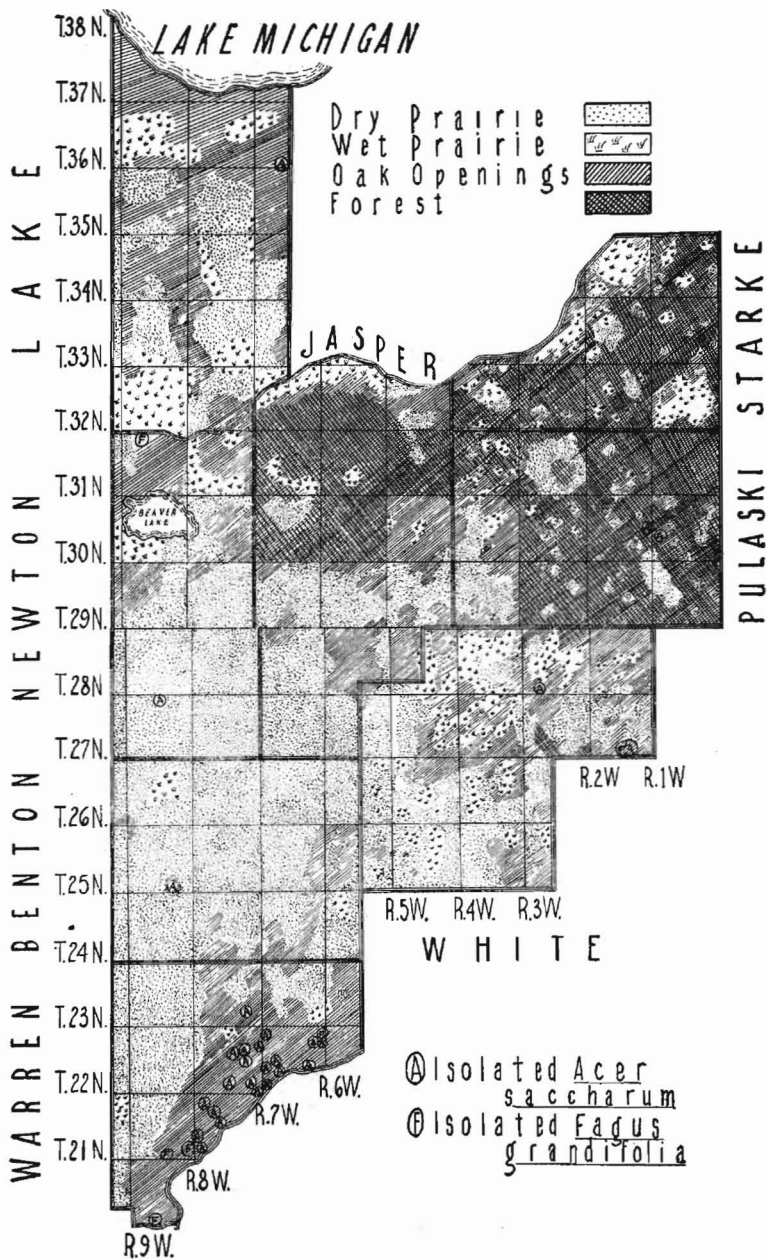 T.38 N.
LAKE MICHIGAN
T.37 N.
Dry Prairie
Wet Prairie
Oak Openings
Forest
T.36 N.
T.35 N.
T.34 N.
T.33 N.
T.32 N.
T.31 N
T.30 N.
T.29 N.
T.28 N.
T.27 N.
T.26 N.
T.25 N.
T.24 N.
T.23 N.
T.22 N.
T.21 N.
LAKE
NEWTON
BENTON
WARREN
JASPER
PULASKI STARKE
WHITE
BEAVER
LAKE
R.2W R.1W.
R.5W. R.4W. R.3W.
R.6W.
R.7W.
R.8W.
R.9W.
A Isolated Acer
saccharum
F Isolated Fagus
grandifolia